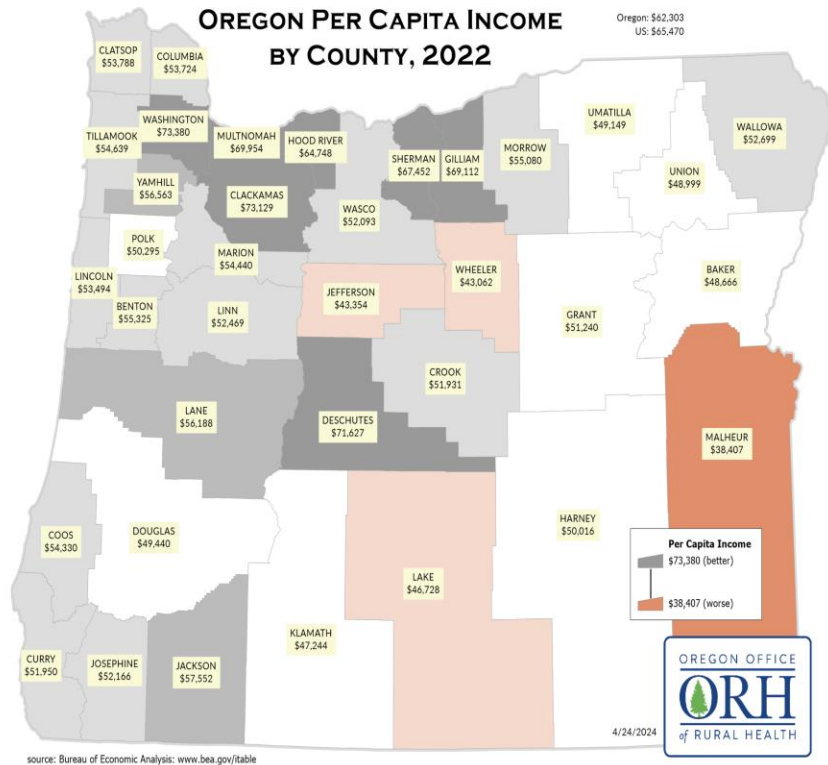 OREGON PER CAPITA INCOME
BY COUNTY, 2022
Oregon: $62,303
US: $65,470
CLATSOP
$53,788
COLUMBIA
$53,724
TILLAMOOK
$54,639
WASHINGTON
$73,380
MULTNOMAH
$69,954
HOOD RIVER
$64,748
SHERMAN
$67,452
GILLIAM
$69,112
MORROW
$55,080
UMATILLA
$49,149
UNION
$48,999
WALLOWA
$52,699
YAMHILL
$56,563
CLACKAMAS
$73,129
WASCO
$52,093
POLK
$50,295
MARION
$54,440
LINCOLN
$53,494
BENTON
$55,325
LINN
$52,469
JEFFERSON
$43,354
WHEELER
$43,062
GRANT
$51,240
BAKER
$48,666
CROOK
$51,931
LANE
$56,188
DESCHUTES
$71,627
MALHEUR
$38,407
COOS
$54,330
DOUGLAS
$49,440
HARNEY
$50,016
LAKE
$46,728
KLAMATH
$47,244
CURRY
$51,950
JOSEPHINE
$52,166
JACKSON
$57,552
Per Capita Income
$73,380 (better)
$38,407 (worse)
4/24/2024
OREGON OFFICE
ORH
of RURAL HEALTH
source: Bureau of Economic Analysis: www.bea.gov/itable